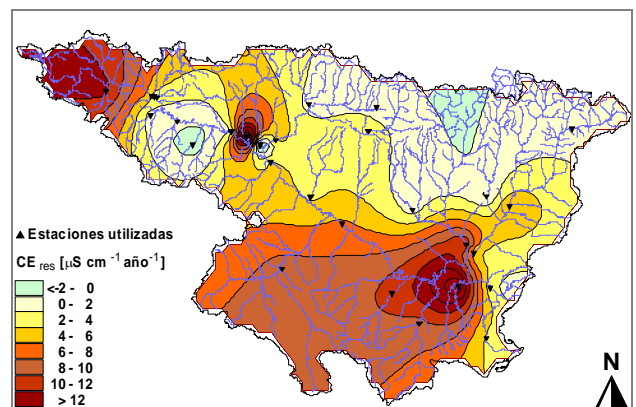 ▲ Estaciones utilizadas
CE res [µS cm -1 año-1]
<-2 - 0
0 - 2
2 - 4
4 - 6
6 - 8
8 - 10
10 - 12
> 12
N